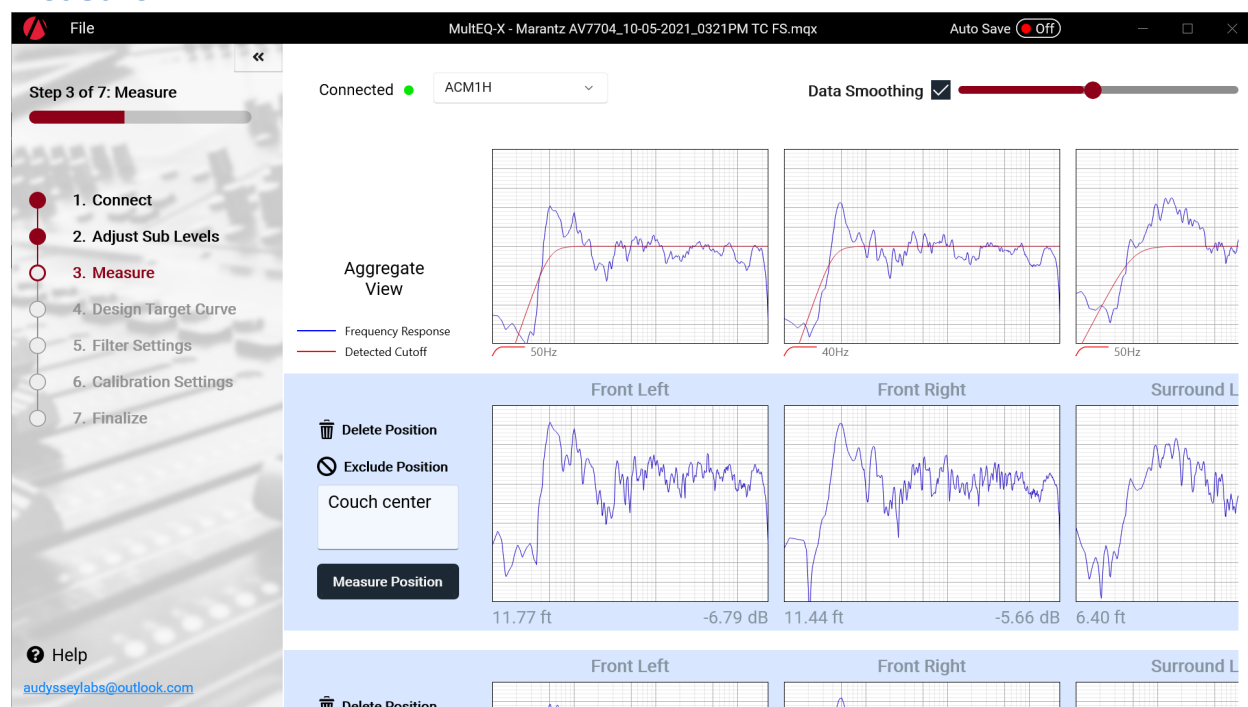 File
MultEQ-X - Marantz AV7704_10-05-2021_0321PM TC FS.mqx
Auto Save
Off
Step 3 of 7: Measure
Connected
ACM1H
Data Smoothing
1. Connect
2. Adjust Sub Levels
3. Measure
4. Design Target Curve
5. Filter Settings
6. Calibration Settings
7. Finalize
Aggregate
View
Frequency Response
Detected Cutoff
50Hz
40Hz
50Hz
Front Left
Front Right
Surround L
Delete Position
Exclude Position
Couch center
Measure Position
11.77 ft
-6.79 dB
11.44 ft
-5.66 dB
6.40 ft
Help
audysseylabs@outlook.com
Front Left
Front Right
Surround L
Delete Position